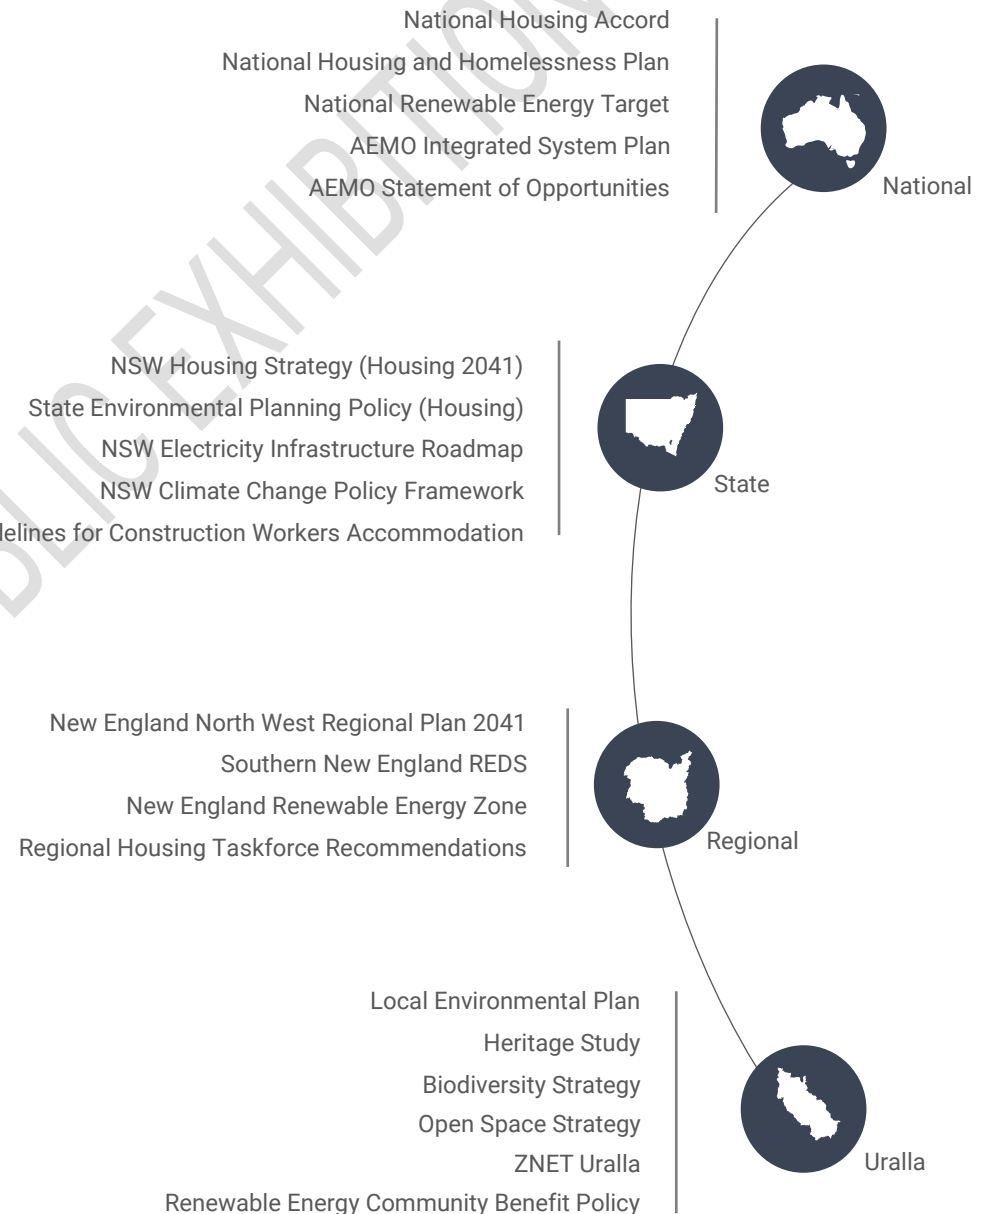 National Housing Accord
National Housing and Homelessness Plan
National Renewable Energy Target
AEMO Integrated System Plan
AEMO Statement of Opportunities
National
NSW Housing Strategy (Housing 2041)
State Environmental Planning Policy (Housing)
NSW Electricity Infrastructure Roadmap
NSW Climate Change Policy Framework
for Construction Workers Accommodation
State
New England North West Regional Plan 2041
Southern New England REDS
New England Renewable Energy Zone
Regional Housing Taskforce Recommendations
Regional
Local Environmental Plan
Heritage Study
Biodiversity Strategy
Open Space Strategy
ZNET Uralla
Renewable Energy Community Benefit Policy
Uralla
EXHIBITION